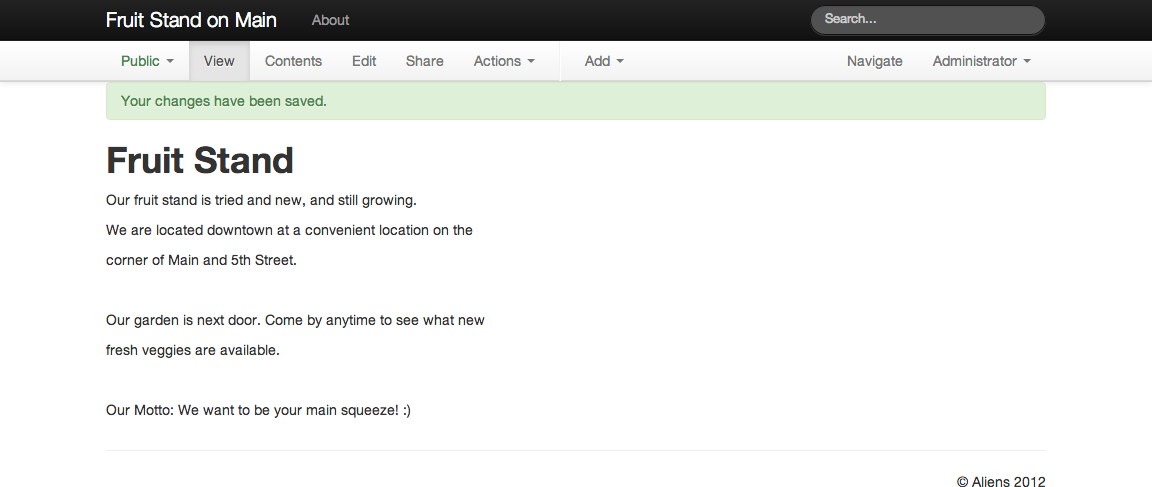 Fruit Stand on Main About Search...
Public View Contents Edit Share Actions Add Navigate Administrator
Your changes have been saved.
Fruit Stand
Our fruit stand is tried and new, and still growing.
We are located downtown at a convenient location on the
corner of Main and 5th Street.
Our garden is next door. Come by anytime to see what new
fresh veggies are available.
Our Motto: We want to be your main squeeze! :)
© Aliens 2012